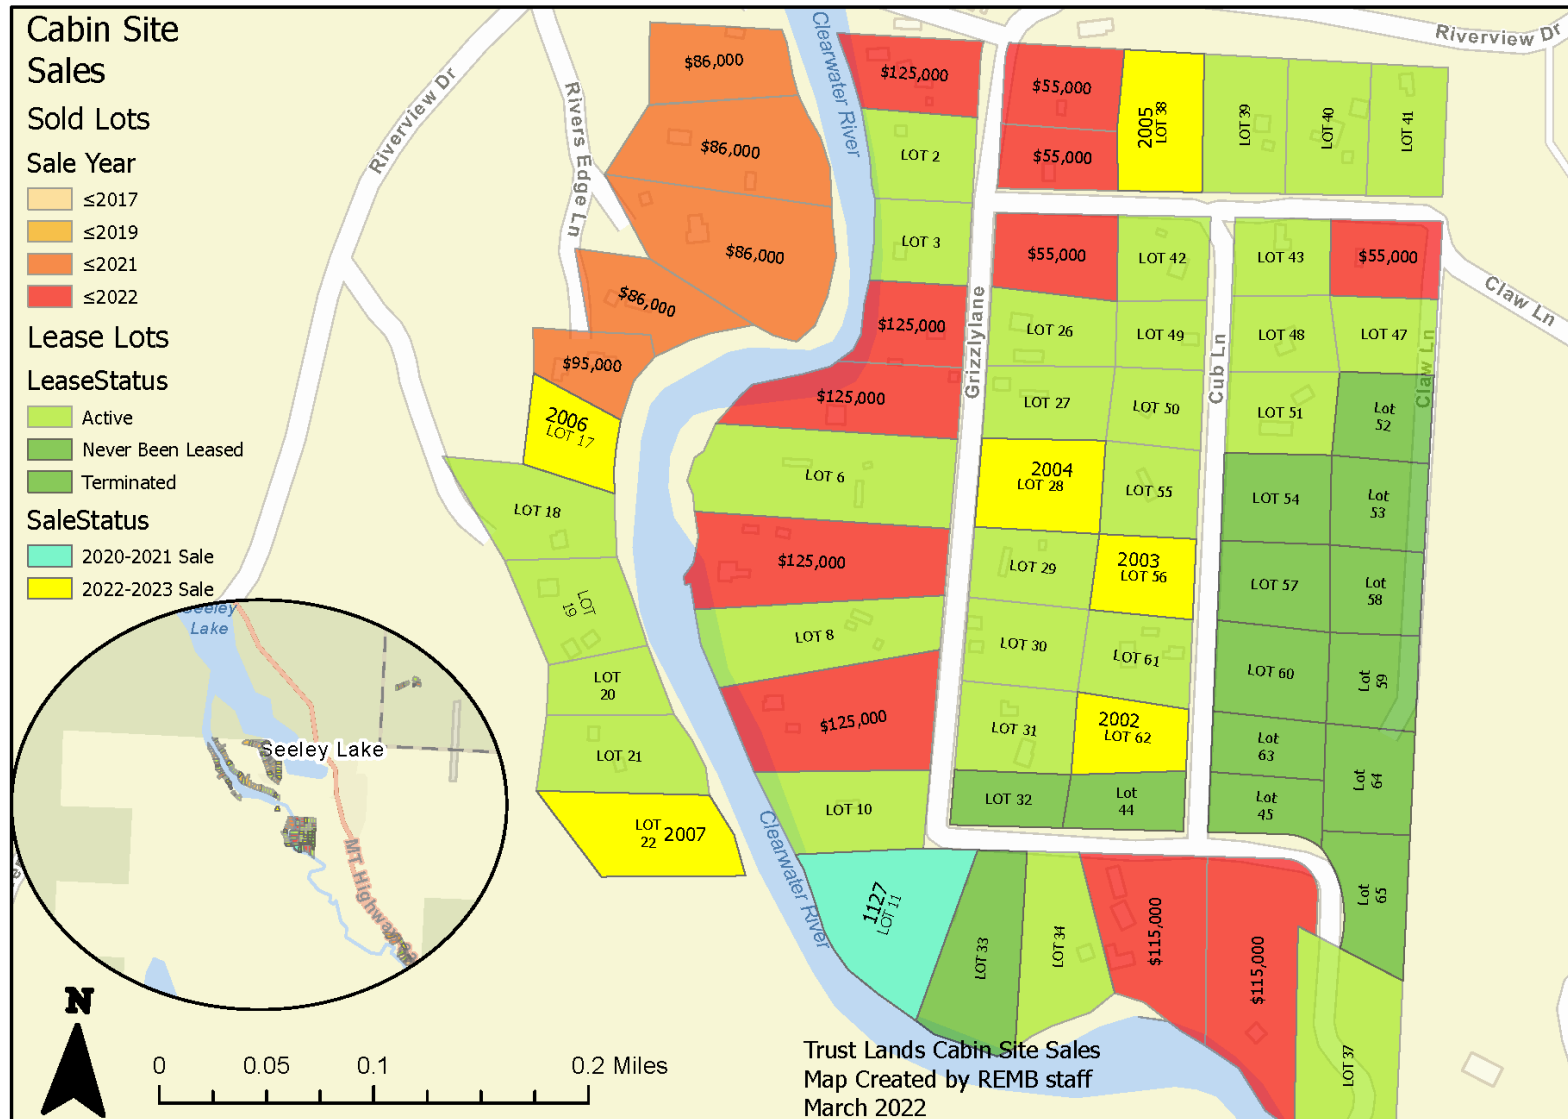 Cabin Site
Sales
Sold Lots
Sale Year
≤2017
≤2019
≤2021
≤2022
Lease Lots
LeaseStatus
Active
Never Been Leased
Terminated
SaleStatus
2020-2021 Sale
2022-2023 Sale
Seeley
Lake
Seeley Lake
MT Highway 83
N
0 0.05 0.1 0.2 Miles
Riverview Dr
Rivers Edge Ln
Clearwater River
Riverview Dr
$86,000
$86,000
$86,000
$86,000
$95,000
2006
LOT 17
LOT 18
LOT
19
LOT
20
LOT 21
LOT
22
2007
$125,000
LOT 2
LOT 3
$125,000
$125,000
LOT 6
$125,000
LOT 8
$125,000
LOT 10
1127
LOT 11
Clearwater River
Grizzlylane
$55,000
$55,000
2005
LOT 38
LOT 39
LOT 40
LOT 41
$55,000
LOT 42
LOT 43
$55,000
Claw Ln
LOT 26
LOT 49
LOT 48
LOT 47
Cub Ln
Claw Ln
LOT 27
LOT 50
LOT 51
Lot
52
2004
LOT 28
LOT 55
LOT 54
Lot
53
LOT 29
2003
LOT 56
LOT 57
Lot
58
LOT 30
LOT 61
LOT 60
Lot
59
LOT 31
2002
LOT 62
Lot
63
Lot
64
LOT 32
Lot
44
Lot
45
Lot
65
LOT 33
LOT 34
$115,000
$115,000
LOT 37
Trust Lands Cabin Site Sales
Map Created by REMB staff
March 2022